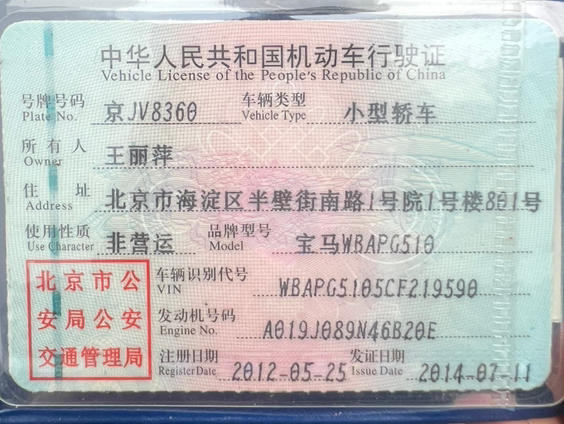 中华人民共和国机动车行驶证
Vehicle License of the People's Republic of China
号牌号码 京JV8360 车辆类型 小型轿车
Plate No. Vehicle Type
所有人 王丽萍
Owner
住址 北京市海淀区半壁街南路1号院1号楼801号
Address
使用性质 非营运 品牌型号 宝马WBAPG510
Use Character Model
北京市公安局公安交通管理局
车辆识别代号 WBAPG5105CF219590
VIN
发动机号码 A019J089N46B20E
Engine No.
注册日期 2012-05-25 发证日期 2014-07-11
Register Date Issue Date